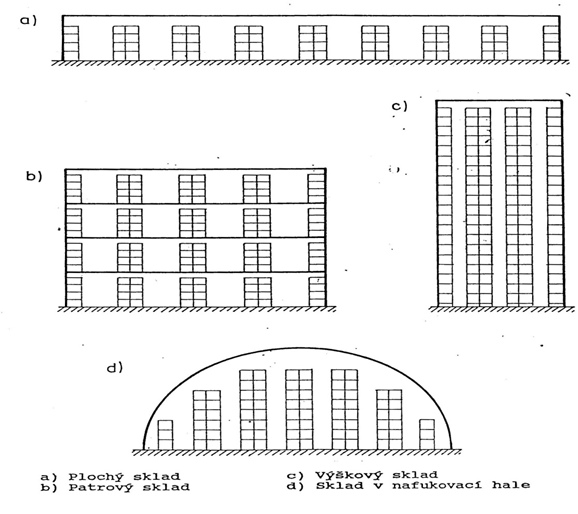 a)
c)
b)
d)
a) Plochý sklad
b) Patrový sklad
c) Výškový sklad
d) Sklad v nafukovací hale